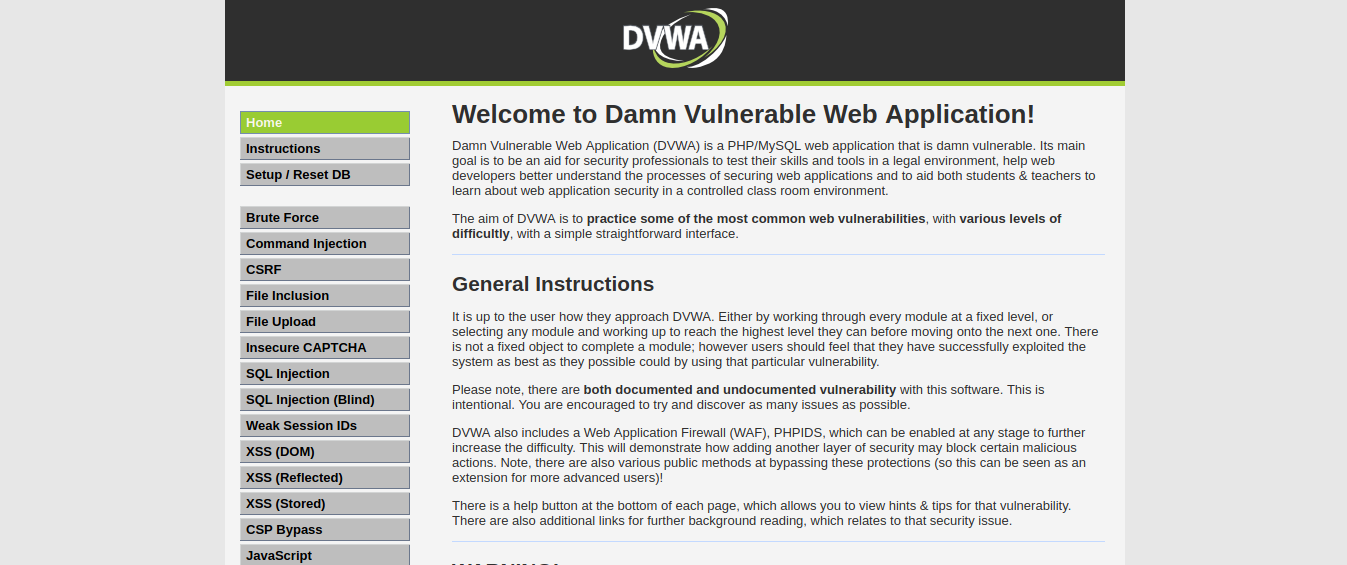 DVWA
Home
Instructions
Setup / Reset DB
Brute Force
Command Injection
CSRF
File Inclusion
File Upload
Insecure CAPTCHA
SQL Injection
SQL Injection (Blind)
Weak Session IDs
XSS (DOM)
XSS (Reflected)
XSS (Stored)
CSP Bypass
JavaScript
Welcome to Damn Vulnerable Web Application!
Damn Vulnerable Web Application (DVWA) is a PHP/MySQL web application that is damn vulnerable. Its main
goal is to be an aid for security professionals to test their skills and tools in a legal environment, help web
developers better understand the processes of securing web applications and to aid both students & teachers to
learn about web application security in a controlled class room environment.
The aim of DVWA is to practice some of the most common web vulnerabilities, with various levels of
difficultly, with a simple straightforward interface.
General Instructions
It is up to the user how they approach DVWA. Either by working through every module at a fixed level, or
selecting any module and working up to reach the highest level they can before moving onto the next one. There
is not a fixed object to complete a module; however users should feel that they have successfully exploited the
system as best as they possible could by using that particular vulnerability.
Please note, there are both documented and undocumented vulnerability with this software. This is
intentional. You are encouraged to try and discover as many issues as possible.
DVWA also includes a Web Application Firewall (WAF), PHPIDS, which can be enabled at any stage to further
increase the difficulty. This will demonstrate how adding another layer of security may block certain malicious
actions. Note, there are also various public methods at bypassing these protections (so this can be seen as an
extension for more advanced users)!
There is a help button at the bottom of each page, which allows you to view hints & tips for that vulnerability.
There are also additional links for further background reading, which relates to that security issue.